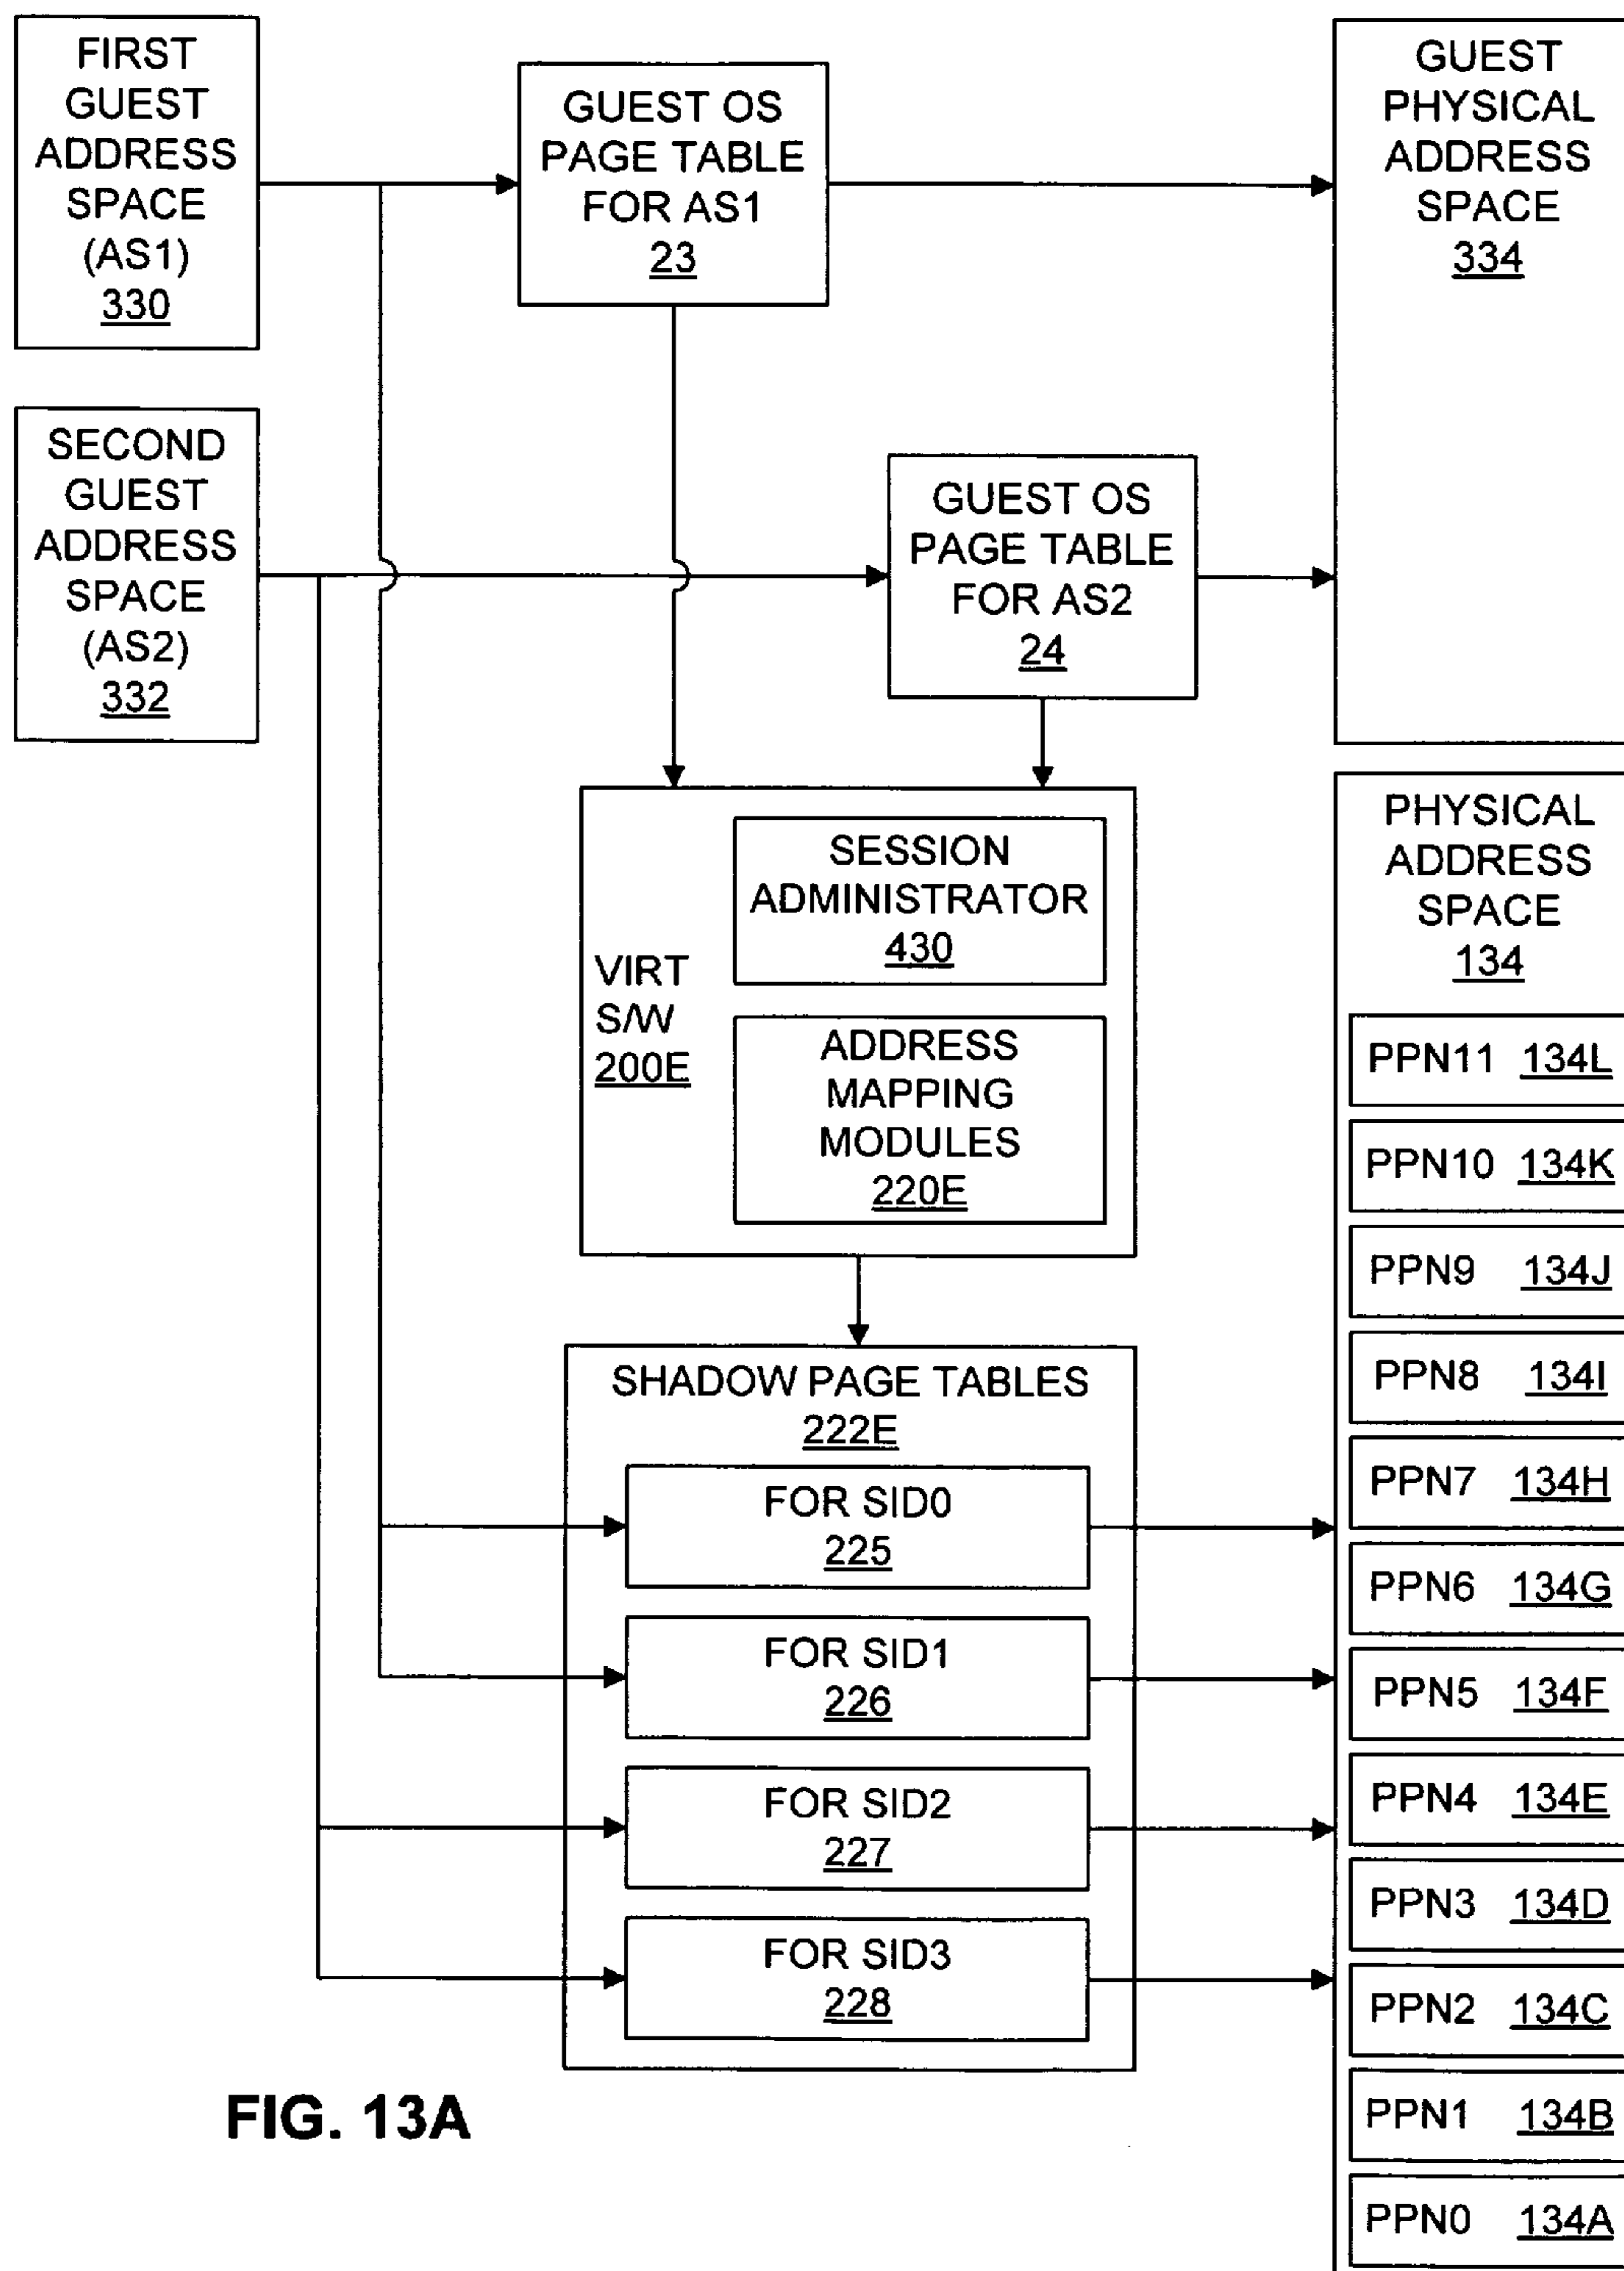 FIRST
GUEST
ADDRESS
SPACE
(AS1)
330
GUEST OS
PAGE TABLE
FOR AS1
23
GUEST
PHYSICAL
ADDRESS
SPACE
334
SECOND
GUEST
ADDRESS
SPACE
(AS2)
332
GUEST OS
PAGE TABLE
FOR AS2
24
VIRT
S/W
200E
SESSION
ADMINISTRATOR
430
ADDRESS
MAPPING
MODULES
220E
SHADOW PAGE TABLES
222E
FOR SID0
225
FOR SID1
226
FOR SID2
227
FOR SID3
228
PHYSICAL
ADDRESS
SPACE
134
PPN11 134L
PPN10 134K
PPN9 134J
PPN8 134I
PPN7 134H
PPN6 134G
PPN5 134F
PPN4 134E
PPN3 134D
PPN2 134C
PPN1 134B
PPN0 134A
FIG. 13A